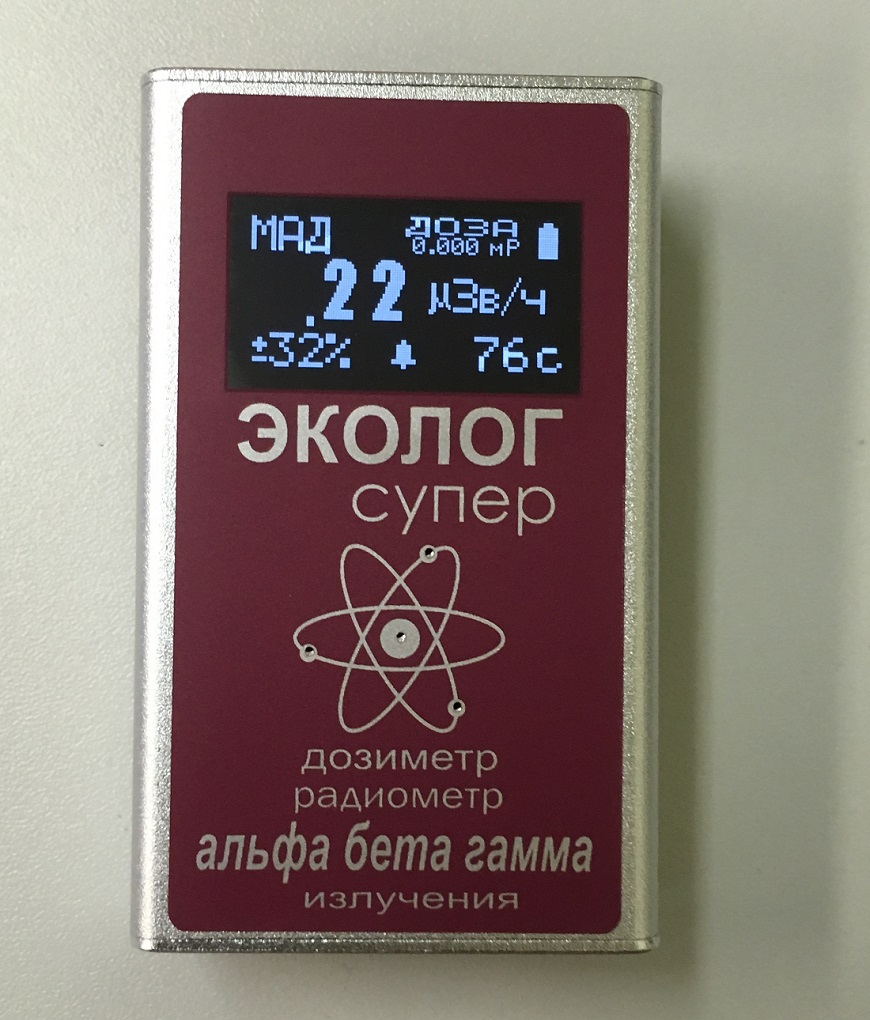 МАД ДОЗА
0.000 мР
.22 μЗв/ч
±32% 76с
ЭКОЛОГ
супер
дозиметр
радиометр
альфа бета гамма
излучения